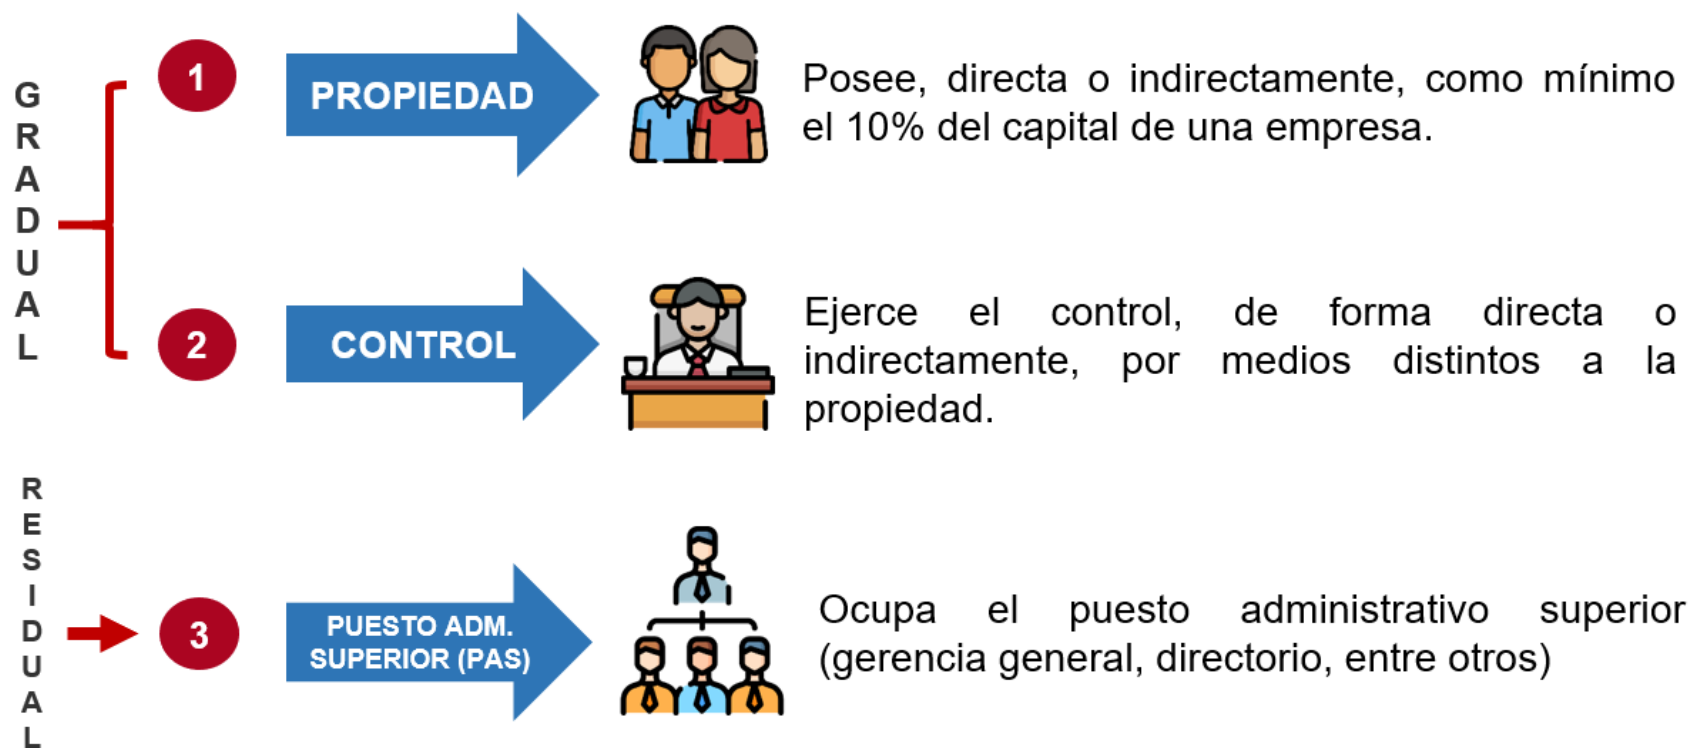 GRADUAL
1
PROPIEDAD
Posee, directa o indirectamente, como mínimo
el 10% del capital de una empresa.
2
CONTROL
Ejerce el control, de forma directa o
indirectamente, por medios distintos a la
propiedad.
RESIDUAL
3
PUESTO ADM.
SUPERIOR (PAS)
Ocupa el puesto administrativo superior
(gerencia general, directorio, entre otros)